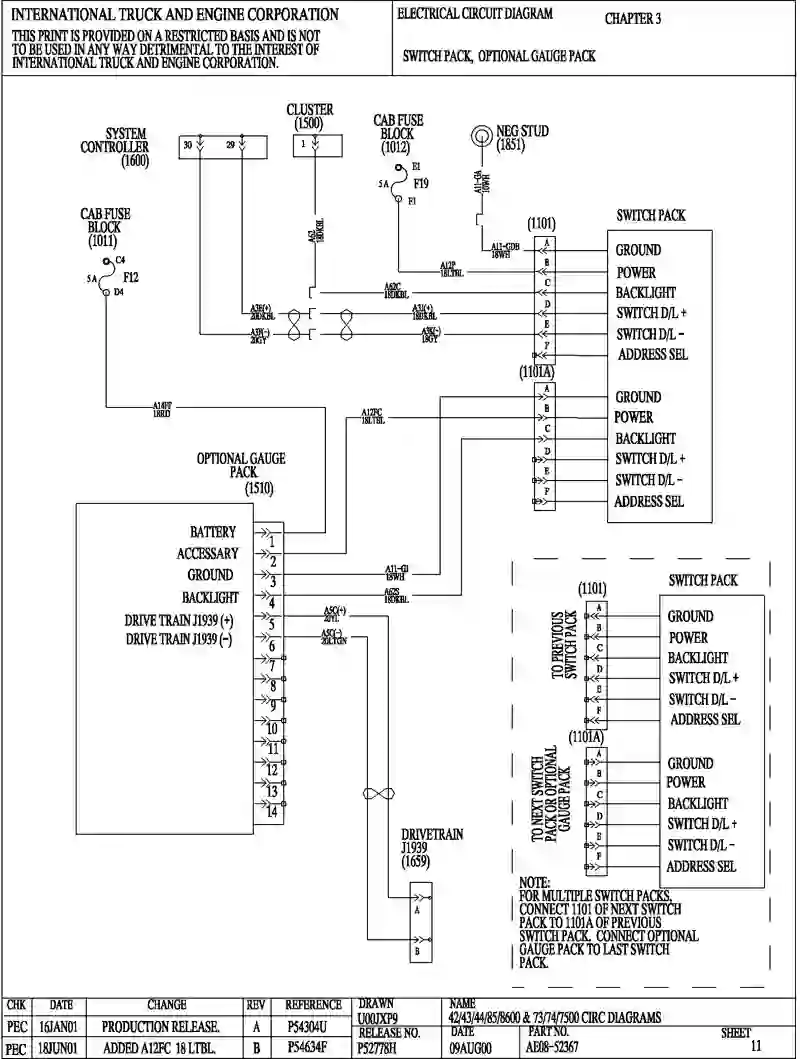 INTERNATIONAL TRUCK AND ENGINE CORPORATION
THIS PRINT IS PROVIDED ON A RESTRICTED BASIS AND IS NOT
TO BE USED IN ANY WAY DETRIMENTAL TO THE INTEREST OF
INTERNATIONAL TRUCK AND ENGINE CORPORATION.
ELECTRICAL CIRCUIT DIAGRAM
CHAPTER 3
SWITCH PACK, OPTIONAL GAUGE PACK
SYSTEM
CONTROLLER
(1600)
30
29
CLUSTER
(1500)
1
CAB FUSE
BLOCK
(1012)
E1
5A
F19
F1
NEG STUD
(1851)
A11-GA
10WH
CAB FUSE
BLOCK
(1011)
C4
5A
F12
D4
A62
18DKBL
(1101)
SWITCH PACK
A11-GDB
18WH
A
GROUND
A12P
18LTBL
B
POWER
A62C
18DKBL
C
BACKLIGHT
20DKBL
18DKBL
D
SWITCH D/L +
20GY
18GY
E
SWITCH D/L –
F
ADDRESS SEL
(1101A)
A
GROUND
A12FC
18LTBL
B
POWER
C
BACKLIGHT
D
SWITCH D/L +
E
SWITCH D/L –
F
ADDRESS SEL
18RD
OPTIONAL GAUGE
PACK
(1510)
BATTERY
1
ACCESSARY
2
GROUND
3
18WH
BACKLIGHT
4
18DKBL
DRIVE TRAIN J1939 (+)
5
20YL
DRIVE TRAIN J1939 (–)
6
20LTGN
7
8
9
10
11
12
13
14
DRIVETRAIN
J1939
(1659)
A
B
(1101)
SWITCH PACK
TO PREVIOUS
SWITCH PACK
A
GROUND
B
POWER
C
BACKLIGHT
D
SWITCH D/L +
E
SWITCH D/L –
F
ADDRESS SEL
(1101A)
TO NEXT SWITCH
PACK OR OPTIONAL
GAUGE PACK
A
GROUND
B
POWER
C
BACKLIGHT
D
SWITCH D/L +
E
SWITCH D/L –
F
ADDRESS SEL
NOTE:
FOR MULTIPLE SWITCH PACKS,
CONNECT 1101 OF NEXT SWITCH
PACK TO 1101A OF PREVIOUS
SWITCH PACK. CONNECT OPTIONAL
GAUGE PACK TO LAST SWITCH
PACK.
CHK DATE CHANGE REV REFERENCE
PEC 16JAN01 PRODUCTION RELEASE. A P54304U
PEC 18JUN01 ADDED A12FC 18 LTBL. B P54634F
DRAWN
U00JXP9
RELEASE NO.
P52778H
NAME
42/43/44/85/8600 & 73/74/7500 CIRC DIAGRAMS
DATE
09AUG00
PART NO.
AE08-52367
SHEET
11